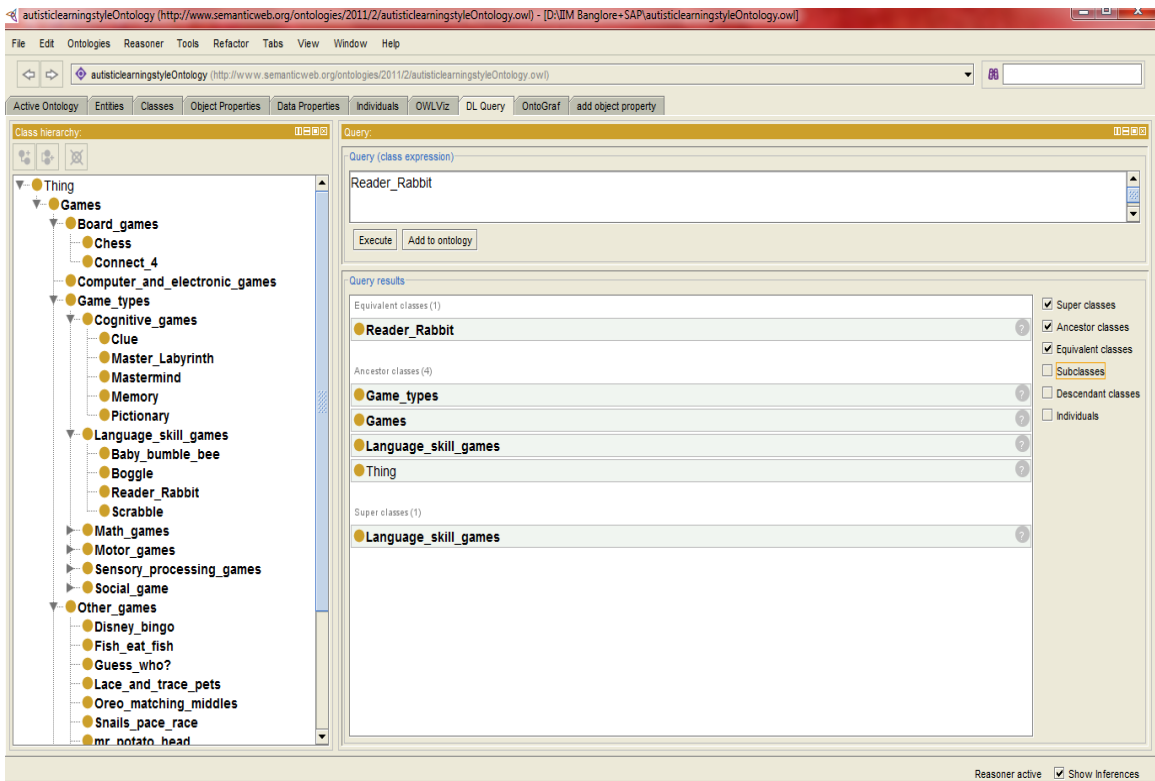 autisticlearningstyleOntology (http://www.semanticweb.org/ontologies/2011/2/autisticlearningstyleOntology.owl) - [D:\IIM Banglore+SAP\autisticlearningstyleOntology.owl]
File Edit Ontologies Reasoner Tools Refactor Tabs View Window Help
autisticlearningstyleOntology (http://www.semanticweb.org/ontologies/2011/2/autisticlearningstyleOntology.owl)
Active Ontology Entities Classes Object Properties Data Properties Individuals OWLViz DL Query OntoGraf add object property
Class hierarchy:
Thing
Games
Board_games
Chess
Connect_4
Computer_and_electronic_games
Game_types
Cognitive_games
Clue
Master_Labyrinth
Mastermind
Memory
Pictionary
Language_skill_games
Baby_bumble_bee
Boggle
Reader_Rabbit
Scrabble
Math_games
Motor_games
Sensory_processing_games
Social_game
Other_games
Disney_bingo
Fish_eat_fish
Guess_who?
Lace_and_trace_pets
Oreo_matching_middles
Snails_pace_race
mr_potato_head
Query:
Query (class expression)
Reader_Rabbit
Execute Add to ontology
Query results
Equivalent classes (1)
Reader_Rabbit ?
Ancestor classes (4)
Game_types ?
Games ?
Language_skill_games ?
Thing ?
Super classes (1)
Language_skill_games ?
Super classes
Ancestor classes
Equivalent classes
Subclasses
Descendant classes
Individuals
Reasoner active Show Inferences